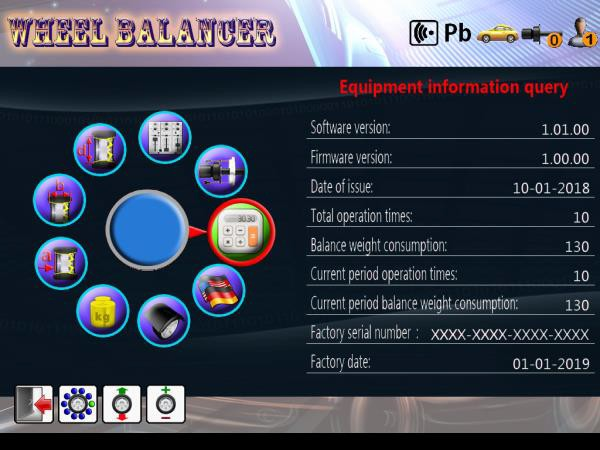 WHEEL BALANCER
Pb
0
1
Equipment information query
Software version: 1.01.00
Firmware version: 1.00.00
Date of issue: 10-01-2018
Total operation times: 10
Balance weight consumption: 130
Current period operation times: 10
Current period balance weight consumption: 130
Factory serial number : XXXX-XXXX-XXXX-XXXX
Factory date: 01-01-2019
d
b
a
kg
30.30